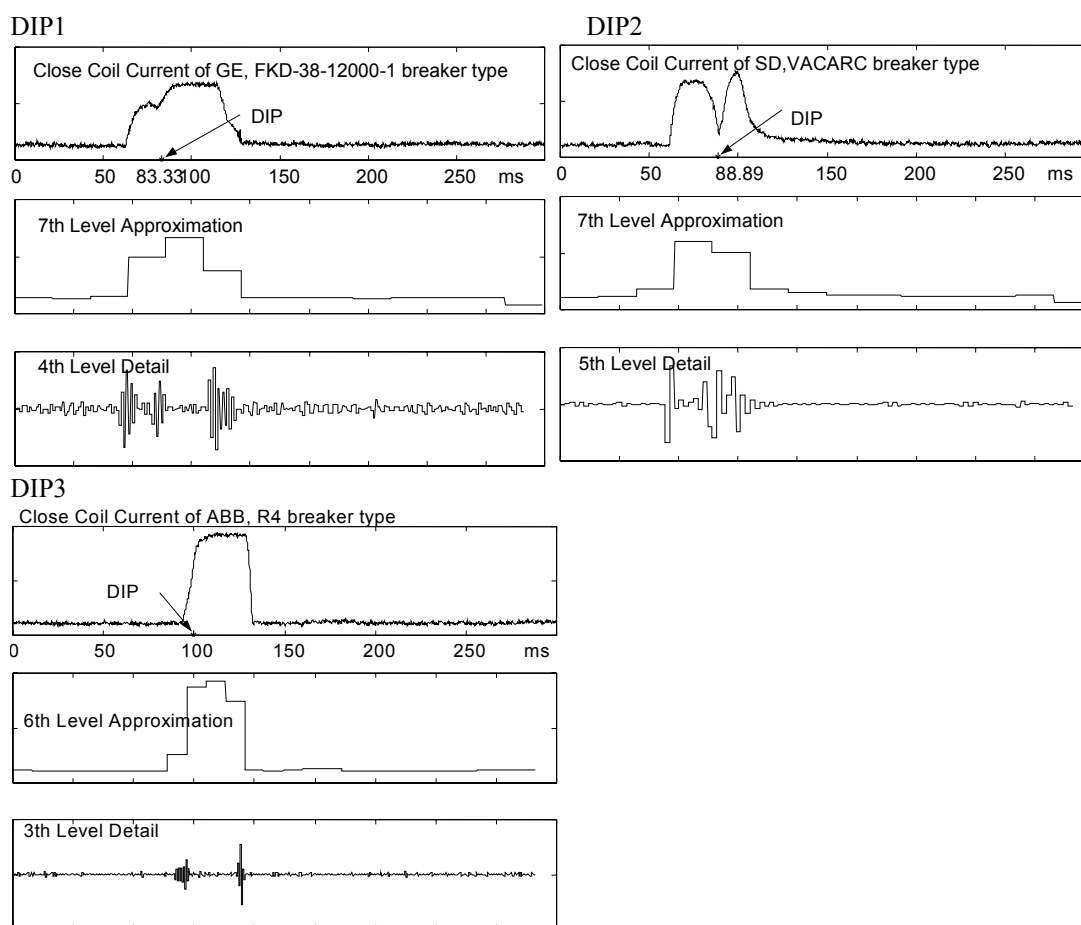 DIP1
Close Coil Current of GE, FKD-38-12000-1 breaker type
DIP
0 50 83.33 100 150 200 250 ms
7th Level Approximation
4th Level Detail
DIP2
Close Coil Current of SD,VACARC breaker type
DIP
0 50 88.89 150 200 250 ms
7th Level Approximation
5th Level Detail
DIP3
Close Coil Current of ABB, R4 breaker type
DIP
0 50 100 150 200 250 ms
6th Level Approximation
3th Level Detail